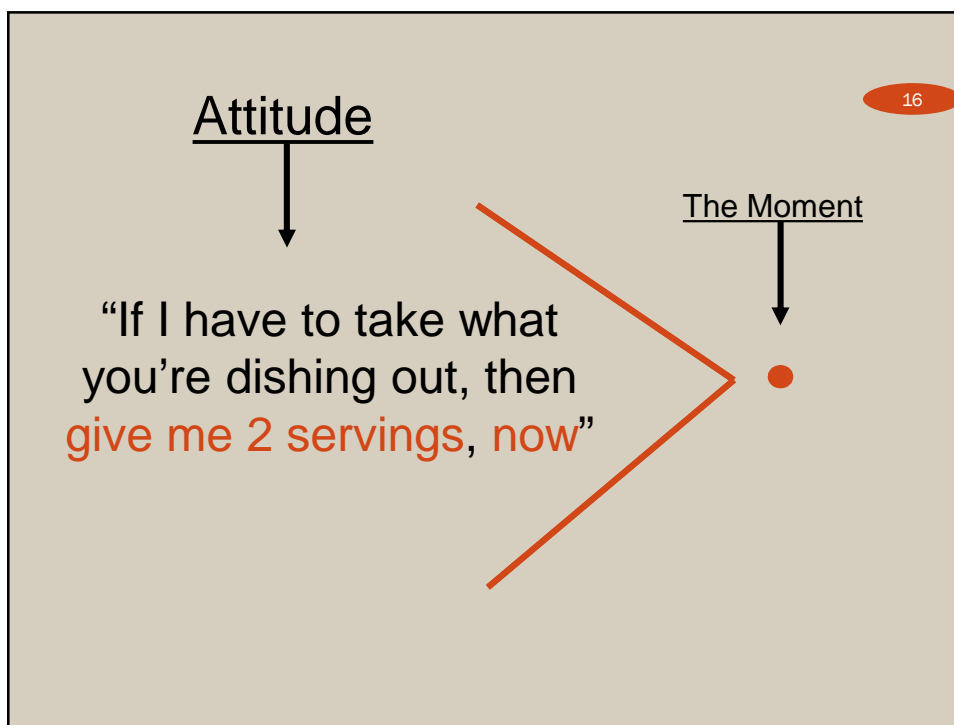 16
Attitude
The Moment
“If I have to take what
you’re dishing out, then
give me 2 servings, now”